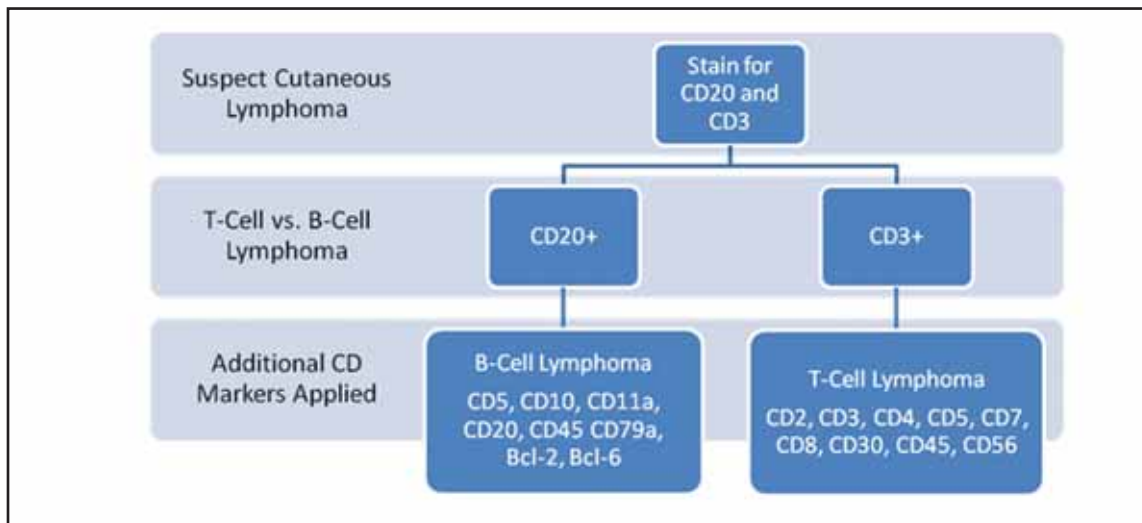 Suspect Cutaneous
Lymphoma
Stain for
CD20 and
CD3
T-Cell vs. B-Cell
Lymphoma
CD20+
CD3+
Additional CD
Markers Applied
B-Cell Lymphoma
CD5, CD10, CD11a,
CD20, CD45 CD79a,
Bcl-2, Bcl-6
T-Cell Lymphoma
CD2, CD3, CD4, CD5, CD7,
CD8, CD30, CD45, CD56